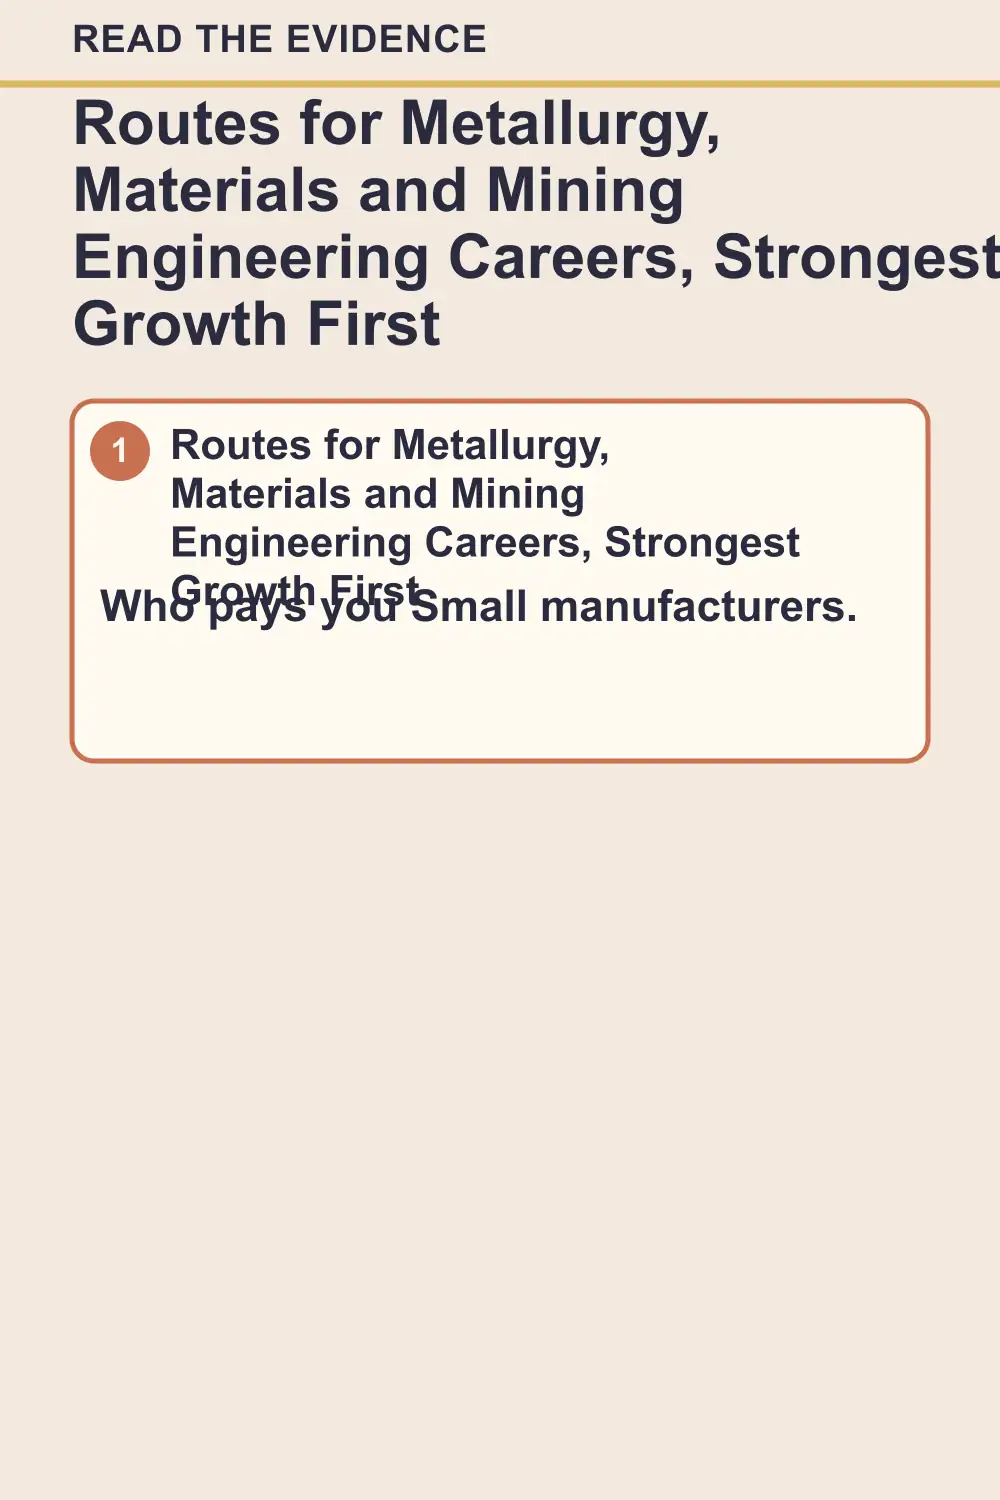 READ THE EVIDENCE
Routes for Metallurgy,
Materials and Mining
Engineering Careers, Strongest
Growth First
1
Routes for Metallurgy,
Materials and Mining
Engineering Careers, Strongest
Growth First
Who pays you Small manufacturers.